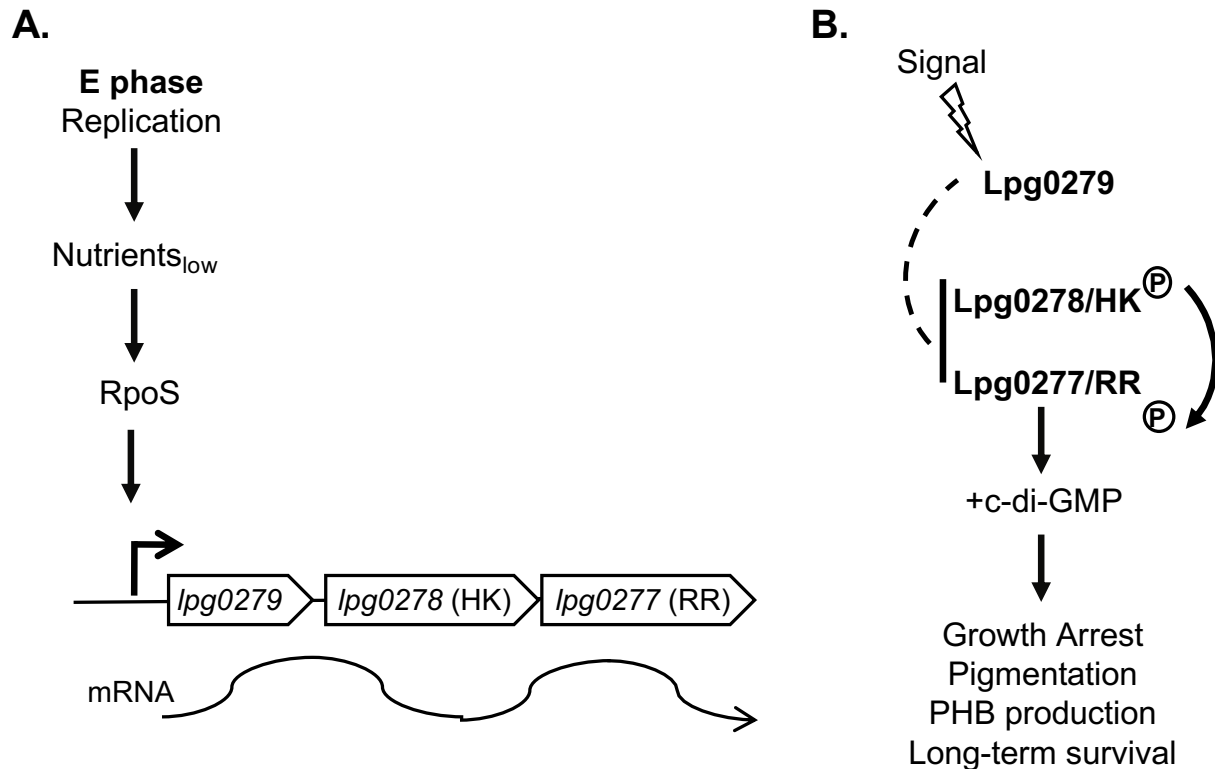 A.
E phase
Replication
Nutrientslow
RpoS
lpg0279
lpg0278 (HK)
lpg0277 (RR)
mRNA
B.
Signal
Lpg0279
Lpg0278/HK P
Lpg0277/RR
P
+c-di-GMP
Growth Arrest
Pigmentation
PHB production
Long-term survival